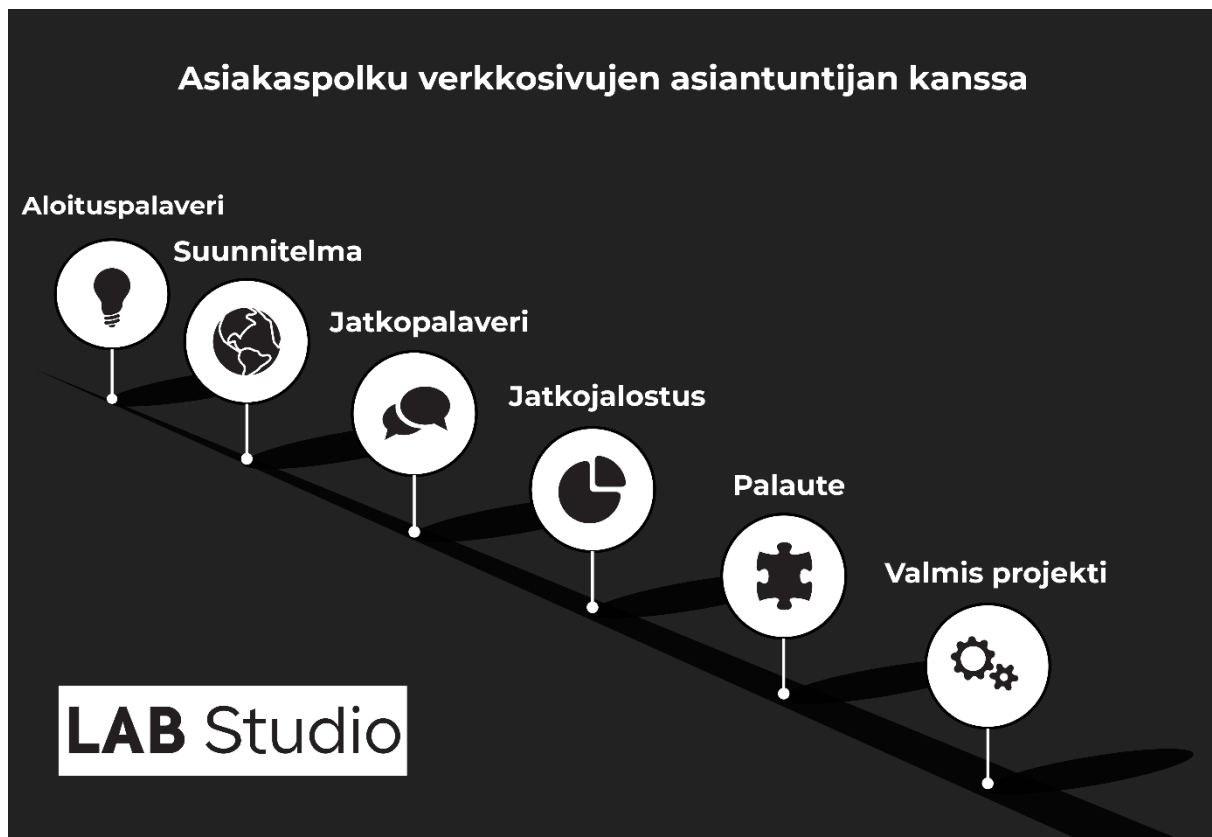 Asiakaspolku verkkosivujen asiantuntijan kanssa
Aloituspalaveri
Suunnitelma
Jatkopalaveri
Jatkojalostus
Palaute
Valmis projekti
LAB Studio